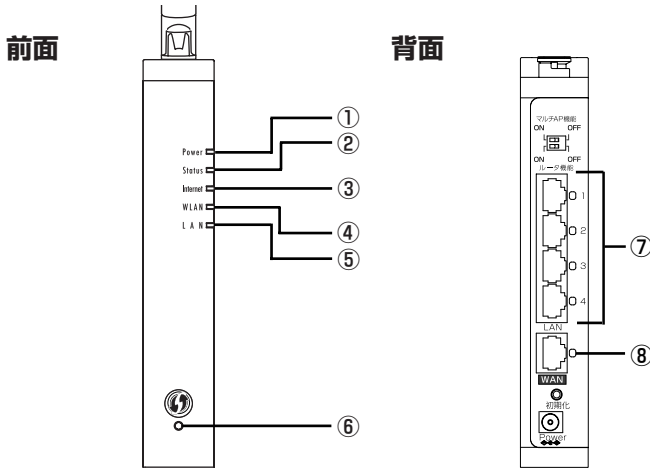 前面
背面
①
②
③
④
⑤
⑥
Power
Status
Internet
WLAN
LAN
マルチAP機能
ON OFF
ON OFF
ルータ機能
1
2
3
4
⑦
LAN
⑧
WAN
初期化
Power